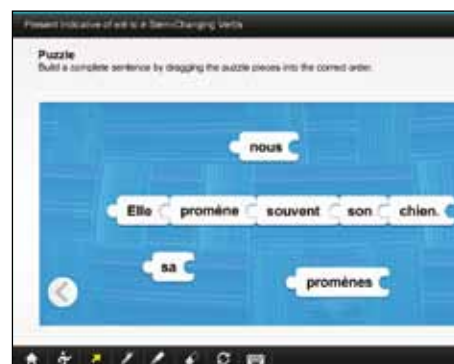 Present Indicative of e/é to è Stem-Changing Verbs
Puzzle
Build a complete sentence by dragging the puzzle pieces into the correct order.
nous
Elle promène souvent son chien.
sa
promènes